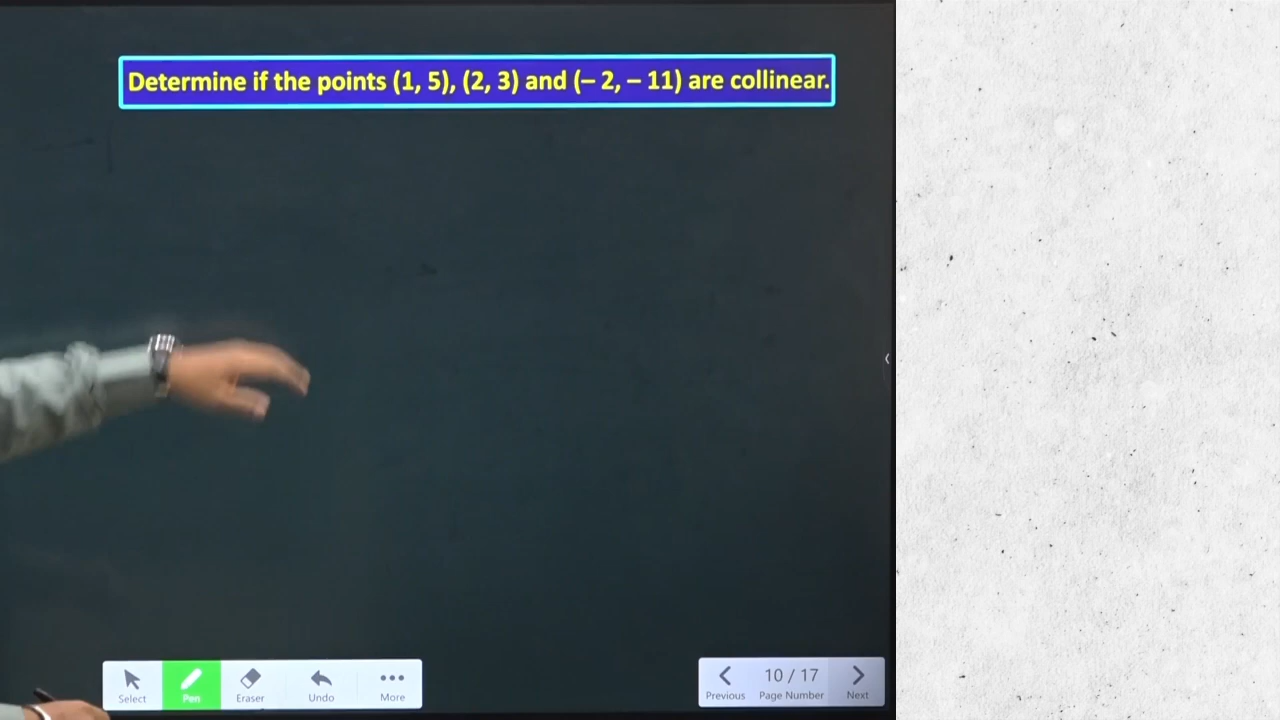 Determine if the points (1, 5), (2, 3) and (– 2, – 11) are collinear.
Select
Pen
Eraser
Undo
More
Previous
10 / 17
Page Number
Next